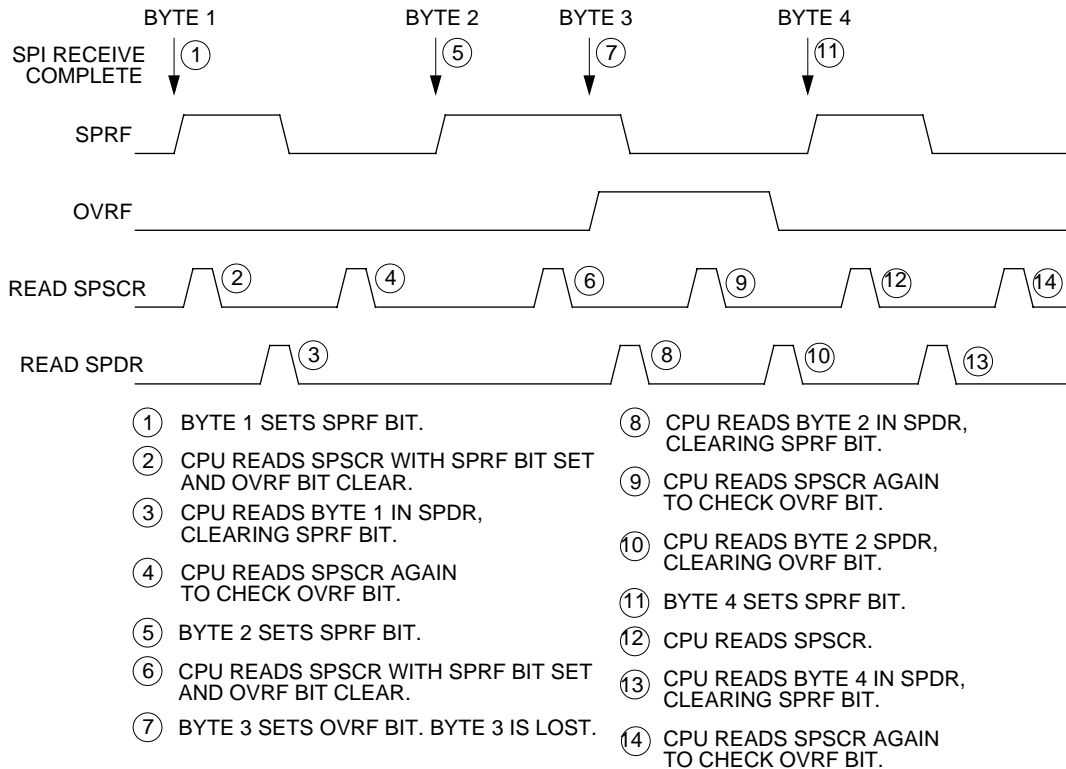 BYTE 1 BYTE 2 BYTE 3 BYTE 4
SPI RECEIVE
COMPLETE
1 5 7 11
SPRF
OVRF
READ SPSCR
2 4 6 9 12 14
READ SPDR
3 8 10 13
1 BYTE 1 SETS SPRF BIT.
2 CPU READS SPSCR WITH SPRF BIT SET
AND OVRF BIT CLEAR.
3 CPU READS BYTE 1 IN SPDR,
CLEARING SPRF BIT.
4 CPU READS SPSCR AGAIN
TO CHECK OVRF BIT.
5 BYTE 2 SETS SPRF BIT.
6 CPU READS SPSCR WITH SPRF BIT SET
AND OVRF BIT CLEAR.
7 BYTE 3 SETS OVRF BIT. BYTE 3 IS LOST.
8 CPU READS BYTE 2 IN SPDR,
CLEARING SPRF BIT.
9 CPU READS SPSCR AGAIN
TO CHECK OVRF BIT.
10 CPU READS BYTE 2 SPDR,
CLEARING OVRF BIT.
11 BYTE 4 SETS SPRF BIT.
12 CPU READS SPSCR.
13 CPU READS BYTE 4 IN SPDR,
CLEARING SPRF BIT.
14 CPU READS SPSCR AGAIN
TO CHECK OVRF BIT.